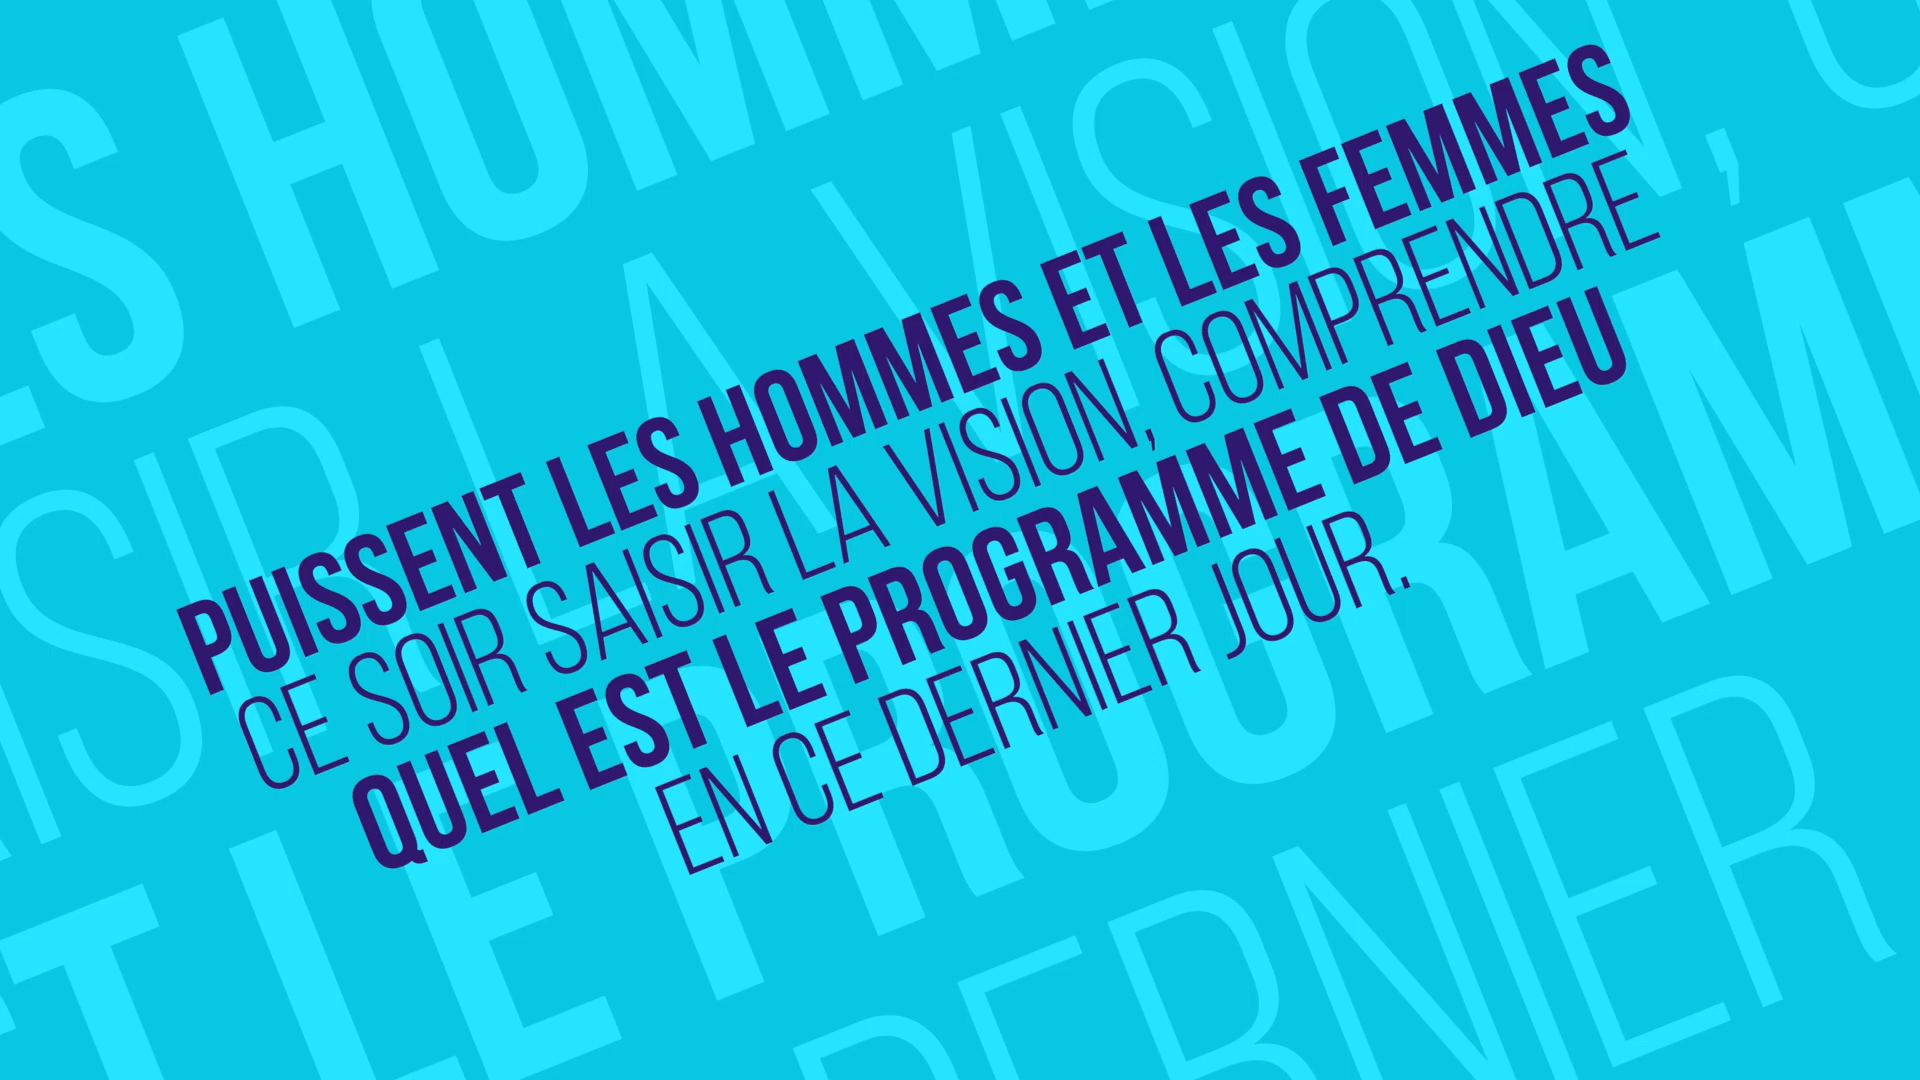 PUISSENT LES HOMMES ET LES FEMMES
CE SOIR SAISIR LA VISION, COMPRENDRE
QUEL EST LE PROGRAMME DE DIEU
EN CE DERNIER JOUR.